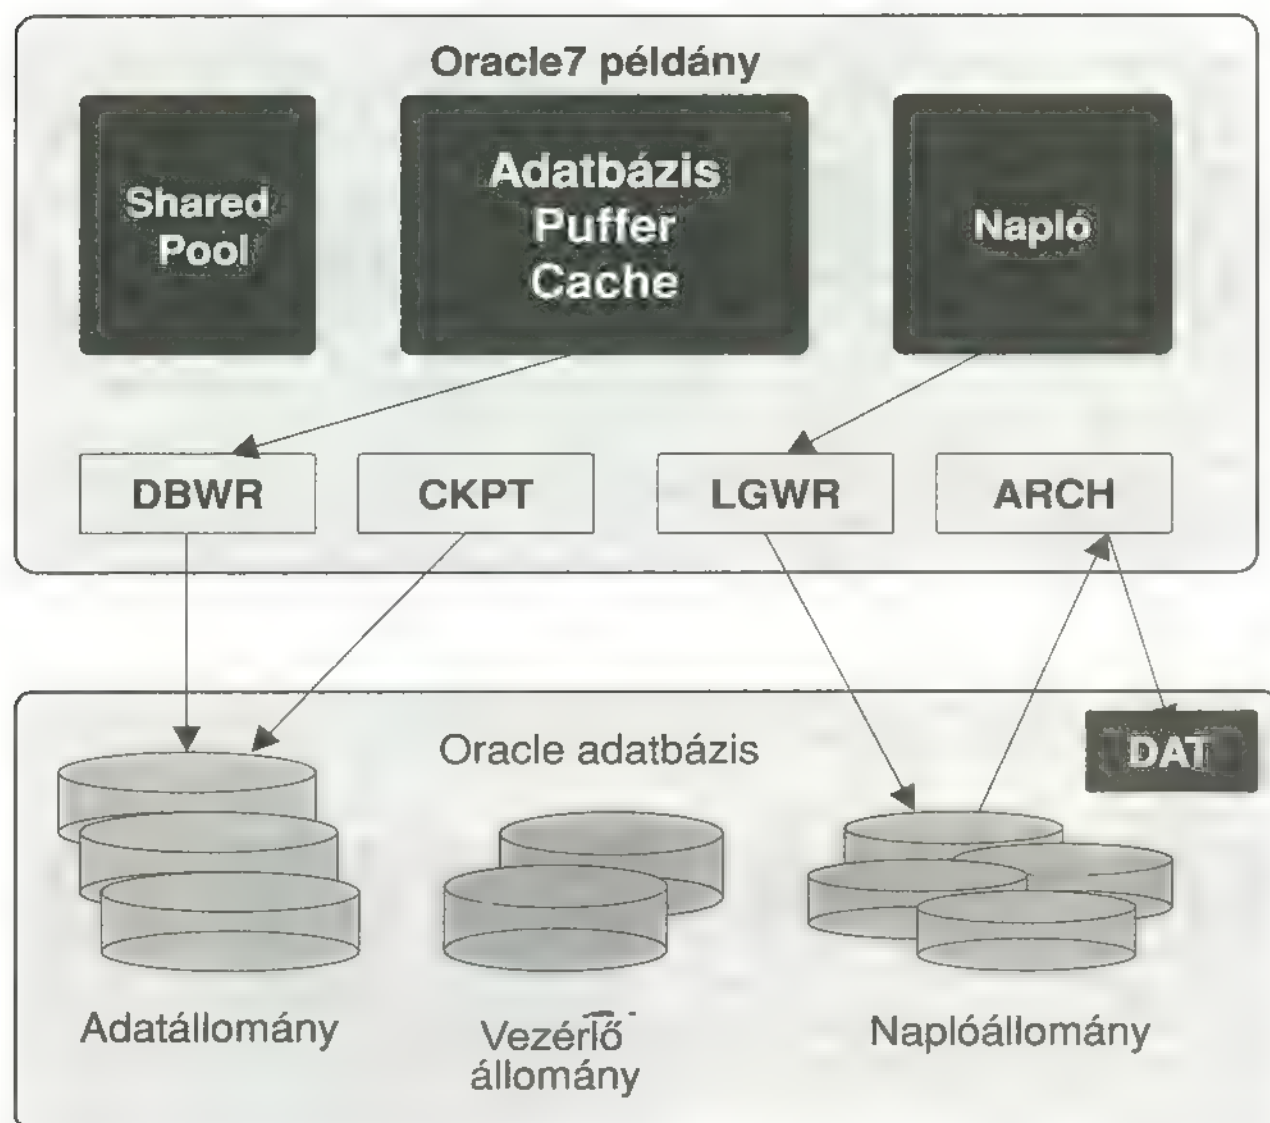 Oracle7 példány
Shared
Pool
Adatbázis
Puffer
Cache
Napló
DBWR
CKPT
LGWR
ARCH
Oracle adatbázis
DAT
Adatállomány
Vezérlő
állomány
Naplóállomány